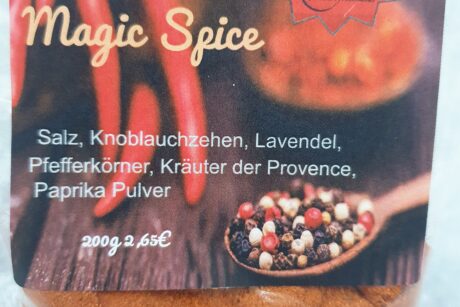 Magic Spice
Salz, Knoblauchzehen, Lavendel,
Pfefferkörner, Kräuter der Provence,
Paprika Pulver
200g 2,65€